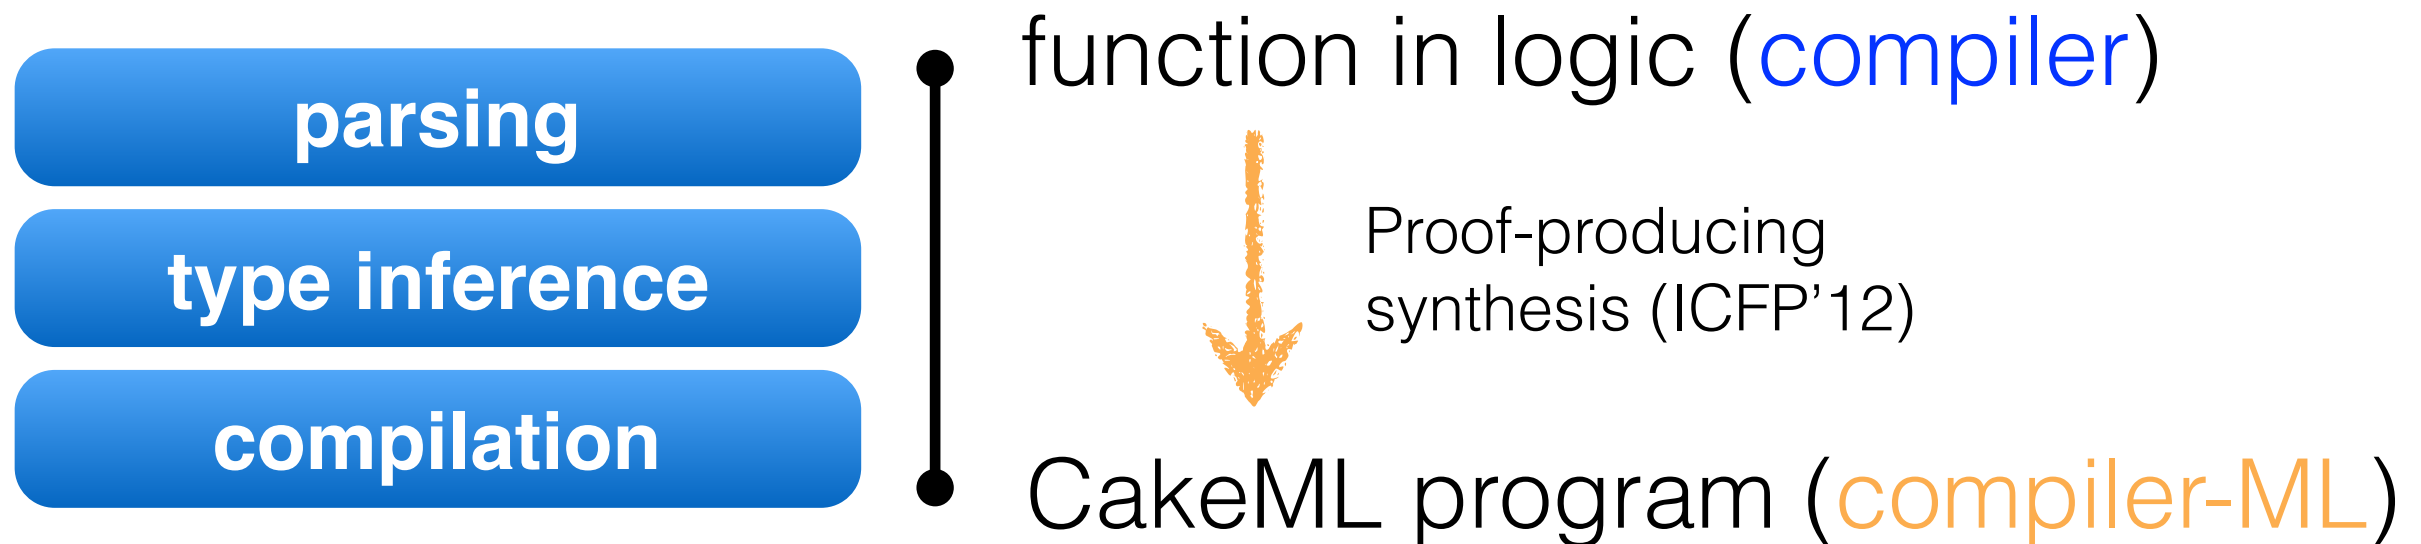 parsing
type inference
compilation
function in logic (compiler)
Proof-producing
synthesis (ICFP’12)
CakeML program (compiler-ML)